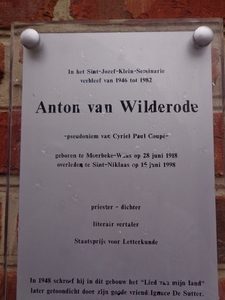 In het Sint-Jozef-Klein-Seminarie
verbleef van 1946 tot 1982
Anton van Wilderode
-pseudoniem van Cyriel Paul Coupé-
geboren te Moerbeke-Waas op 28 juni 1918
overleden te Sint-Niklaas op 15 juni 1998
priester - dichter
literair vertaler
Staatsprijs voor Letterkunde
In 1948 schreef hij in dit gebouw het "Lied van mijn land"
later getoondicht door zijn goede vriend Ignace De Sutter.